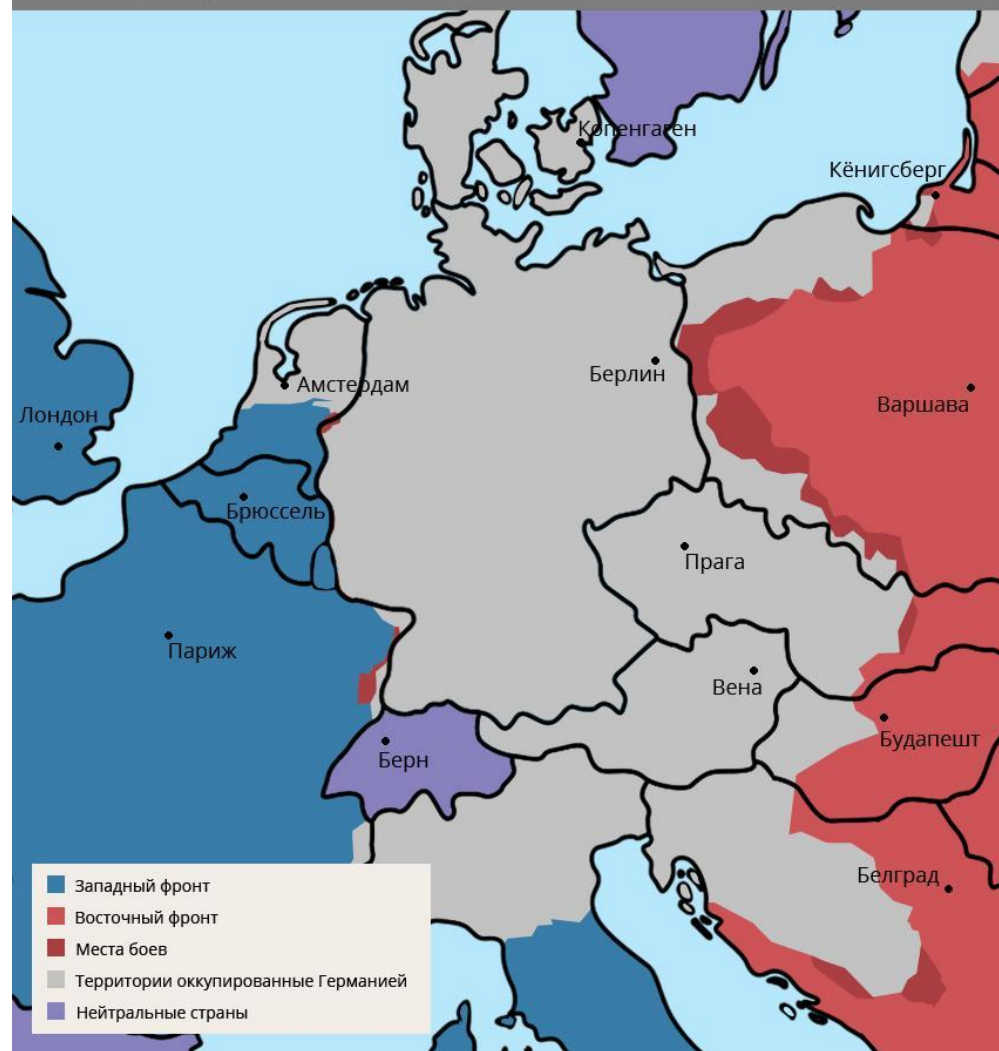 Копенгаген
Кёнигсберг
Амстердам
Берлин
Варшава
Лондон
Брюссель
Прага
Париж
Вена
Будапешт
Берн
Белград
Западный фронт
Восточный фронт
Места боев
Территории оккупированные Германией
Нейтральные страны